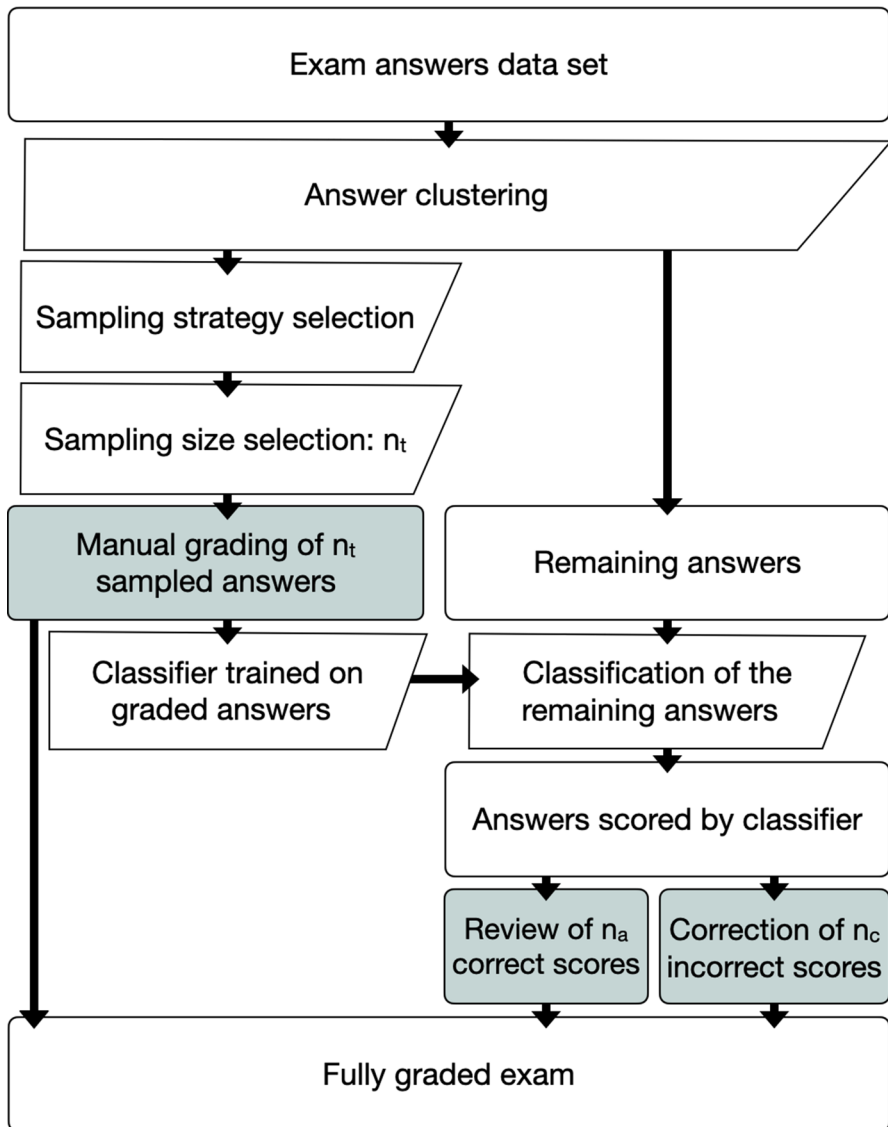 Exam answers data set
Answer clustering
Sampling strategy selection
Sampling size selection: nₜ
Manual grading of nₜ
sampled answers
Remaining answers
Classifier trained on
graded answers
Classification of the
remaining answers
Answers scored by classifier
Review of nₐ
correct scores
Correction of n꜀
incorrect scores
Fully graded exam